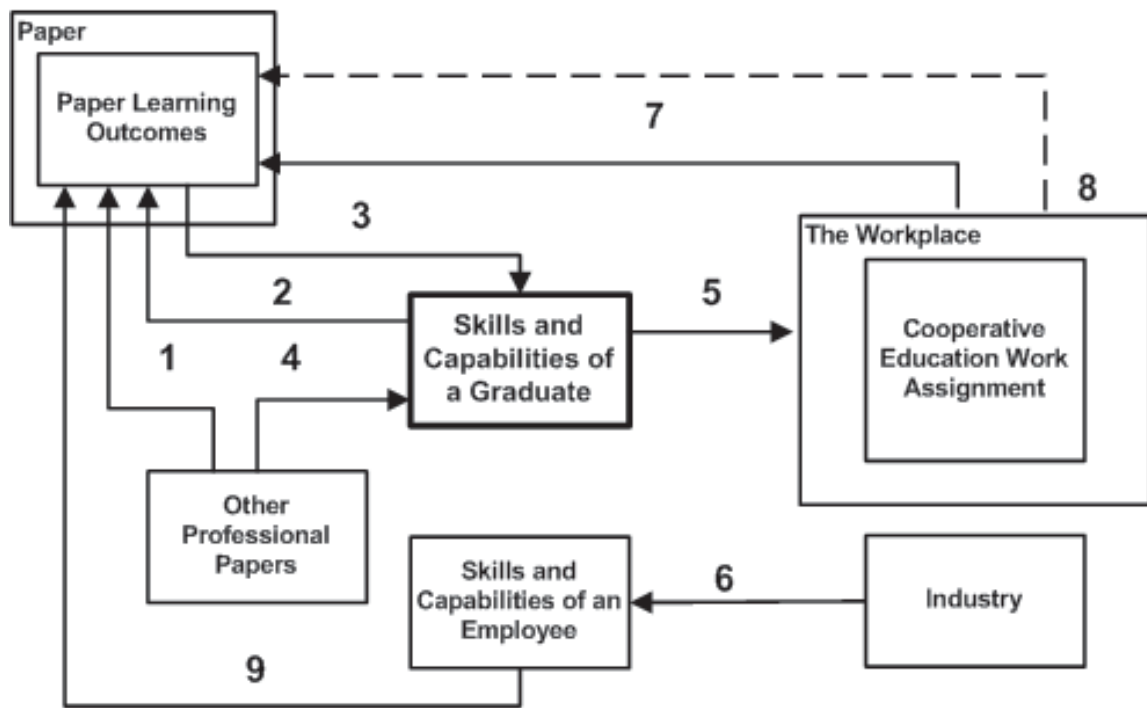 Paper
Paper Learning
Outcomes
7
8
3
The Workplace
2
5
Skills and
Capabilities of
a Graduate
Cooperative
Education Work
Assignment
1
4
Other
Professional
Papers
Skills and
Capabilities of an
Employee
6
Industry
9